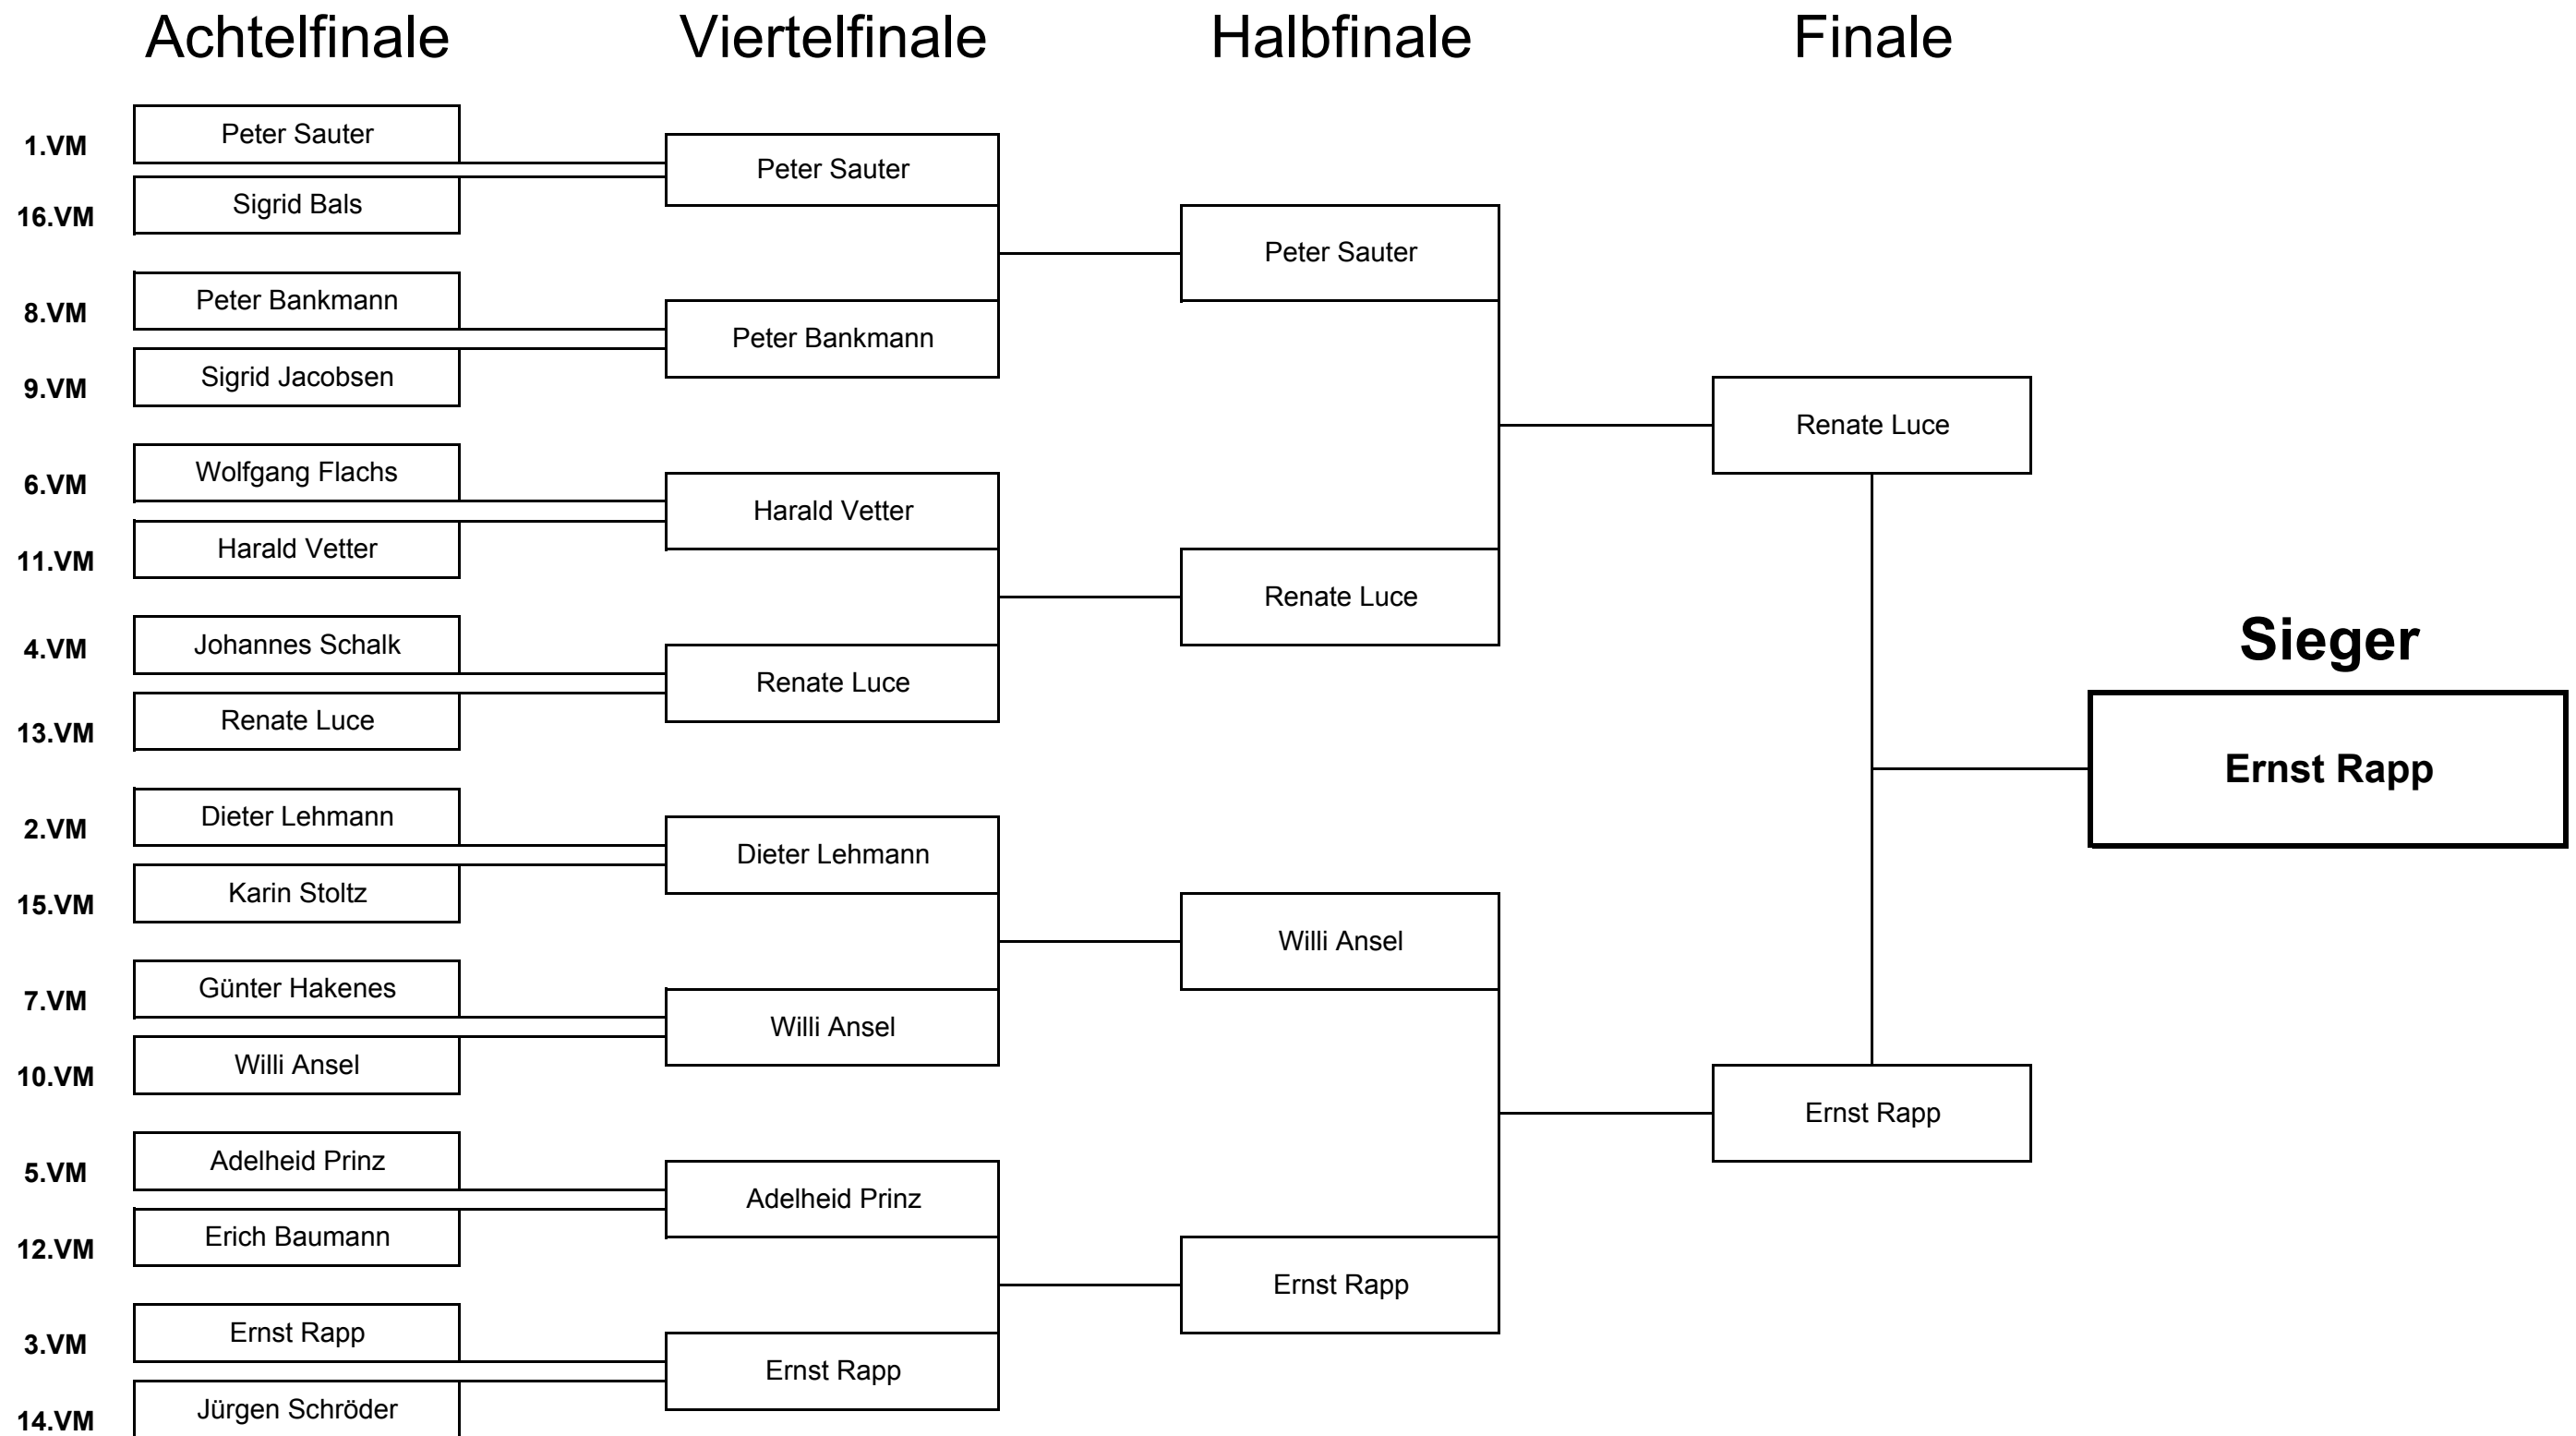 Achtelfinale Viertelfinale Halbfinale Finale
1.VM Peter Sauter
Peter Sauter
16.VM Sigrid Bals
Peter Sauter
8.VM Peter Bankmann
Peter Bankmann
9.VM Sigrid Jacobsen
Renate Luce
6.VM Wolfgang Flachs
Harald Vetter
11.VM Harald Vetter
Renate Luce
4.VM Johannes Schalk
Sieger
Renate Luce
13.VM Renate Luce
Ernst Rapp
2.VM Dieter Lehmann
Dieter Lehmann
15.VM Karin Stoltz
Willi Ansel
7.VM Günter Hakenes
Willi Ansel
10.VM Willi Ansel
Ernst Rapp
5.VM Adelheid Prinz
Adelheid Prinz
12.VM Erich Baumann
Ernst Rapp
3.VM Ernst Rapp
Ernst Rapp
14.VM Jürgen Schröder